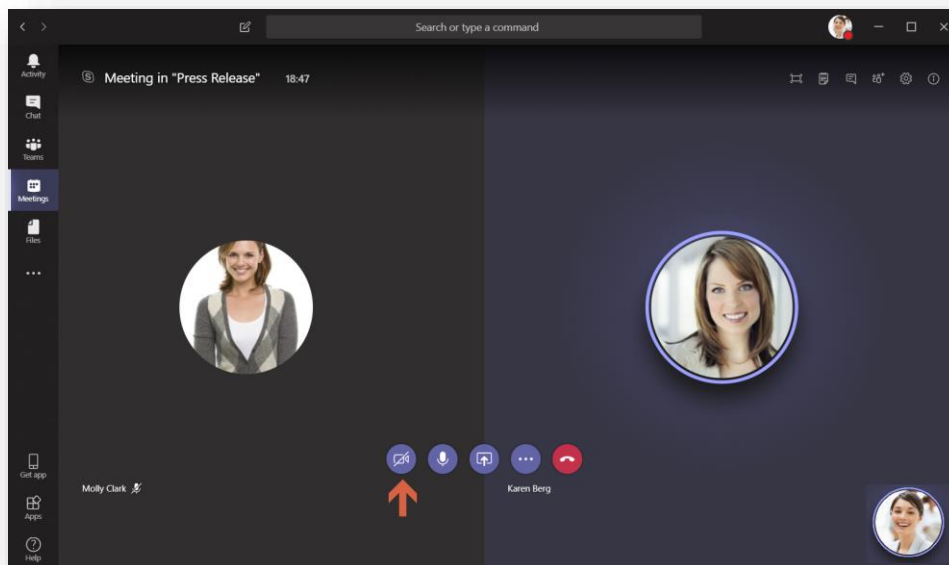 Search or type a command
Activity
Meeting in "Press Release" 18:47
Chat
Teams
Meetings
Files
Get app
Molly Clark
Karen Berg
Apps
Help